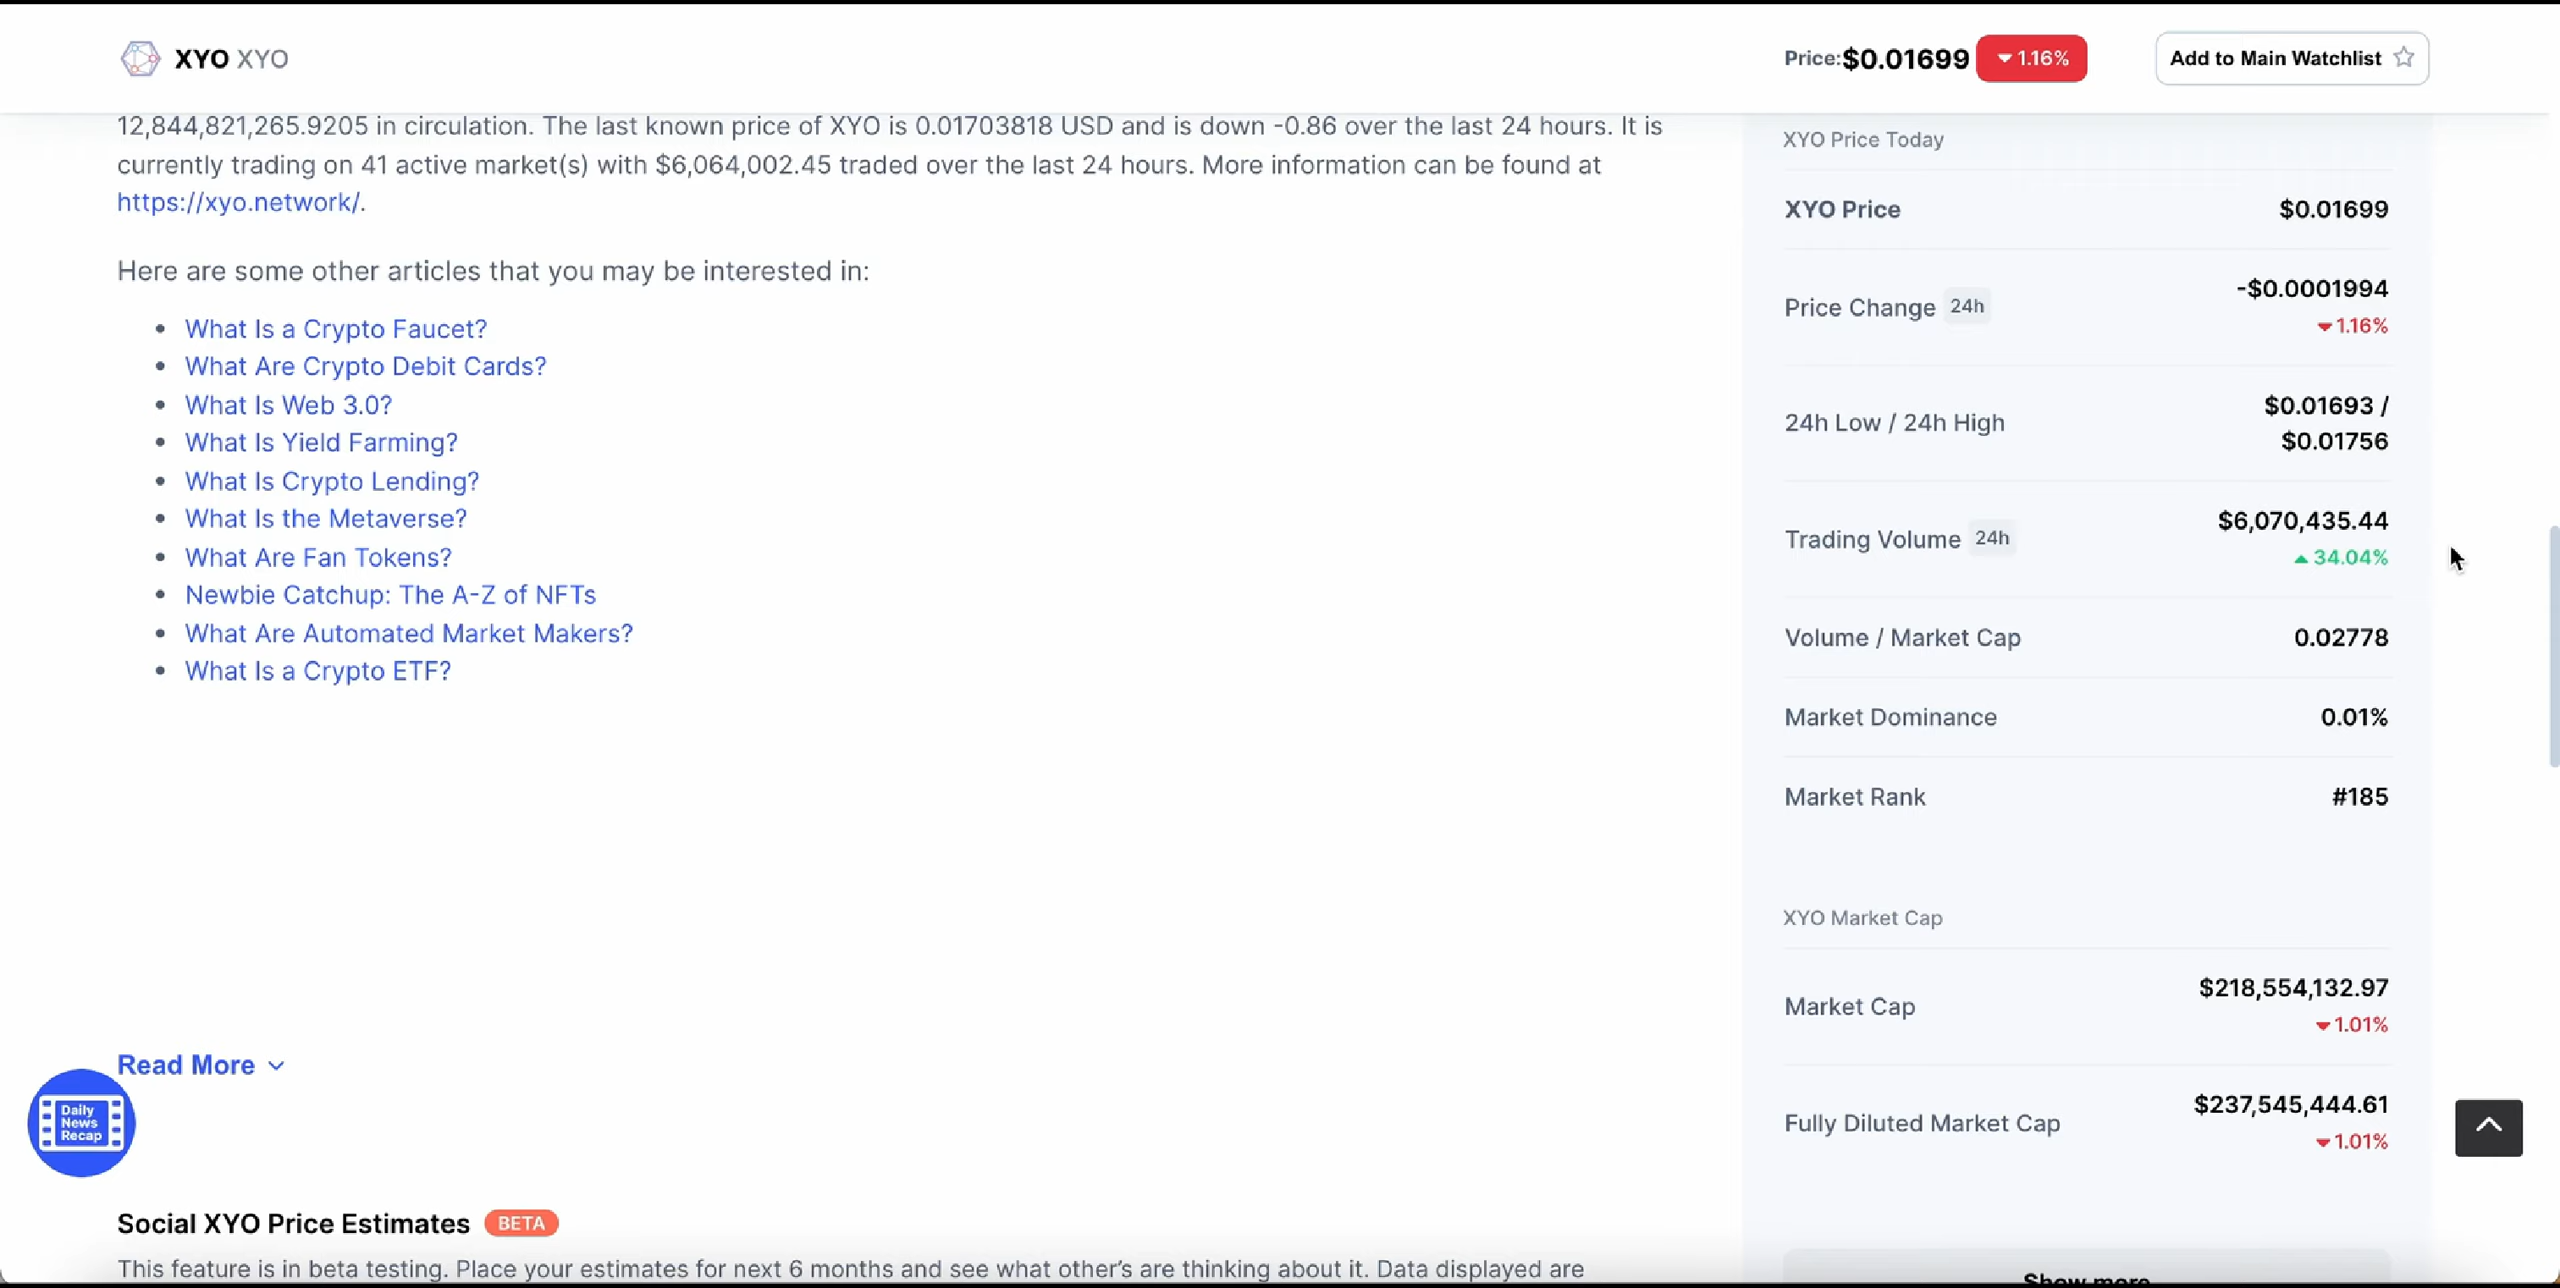 XYO XYO
Price:$0.01699 1.16%
Add to Main Watchlist
12,844,821,265.9205 in circulation. The last known price of XYO is 0.01703818 USD and is down -0.86 over the last 24 hours. It is
currently trading on 41 active market(s) with $6,064,002.45 traded over the last 24 hours. More information can be found at
https://xyo.network/.
Here are some other articles that you may be interested in:
What Is a Crypto Faucet?
What Are Crypto Debit Cards?
What Is Web 3.0?
What Is Yield Farming?
What Is Crypto Lending?
What Is the Metaverse?
What Are Fan Tokens?
Newbie Catchup: The A-Z of NFTs
What Are Automated Market Makers?
What Is a Crypto ETF?
Read More
Daily
News
Recap
Social XYO Price Estimates BETA
This feature is in beta testing. Place your estimates for next 6 months and see what other's are thinking about it. Data displayed are
XYO Price Today
XYO Price $0.01699
Price Change 24h -$0.0001994
1.16%
24h Low / 24h High $0.01693 /
$0.01756
Trading Volume 24h $6,070,435.44
34.04%
Volume / Market Cap 0.02778
Market Dominance 0.01%
Market Rank #185
XYO Market Cap
Market Cap $218,554,132.97
1.01%
Fully Diluted Market Cap $237,545,444.61
1.01%
Show more